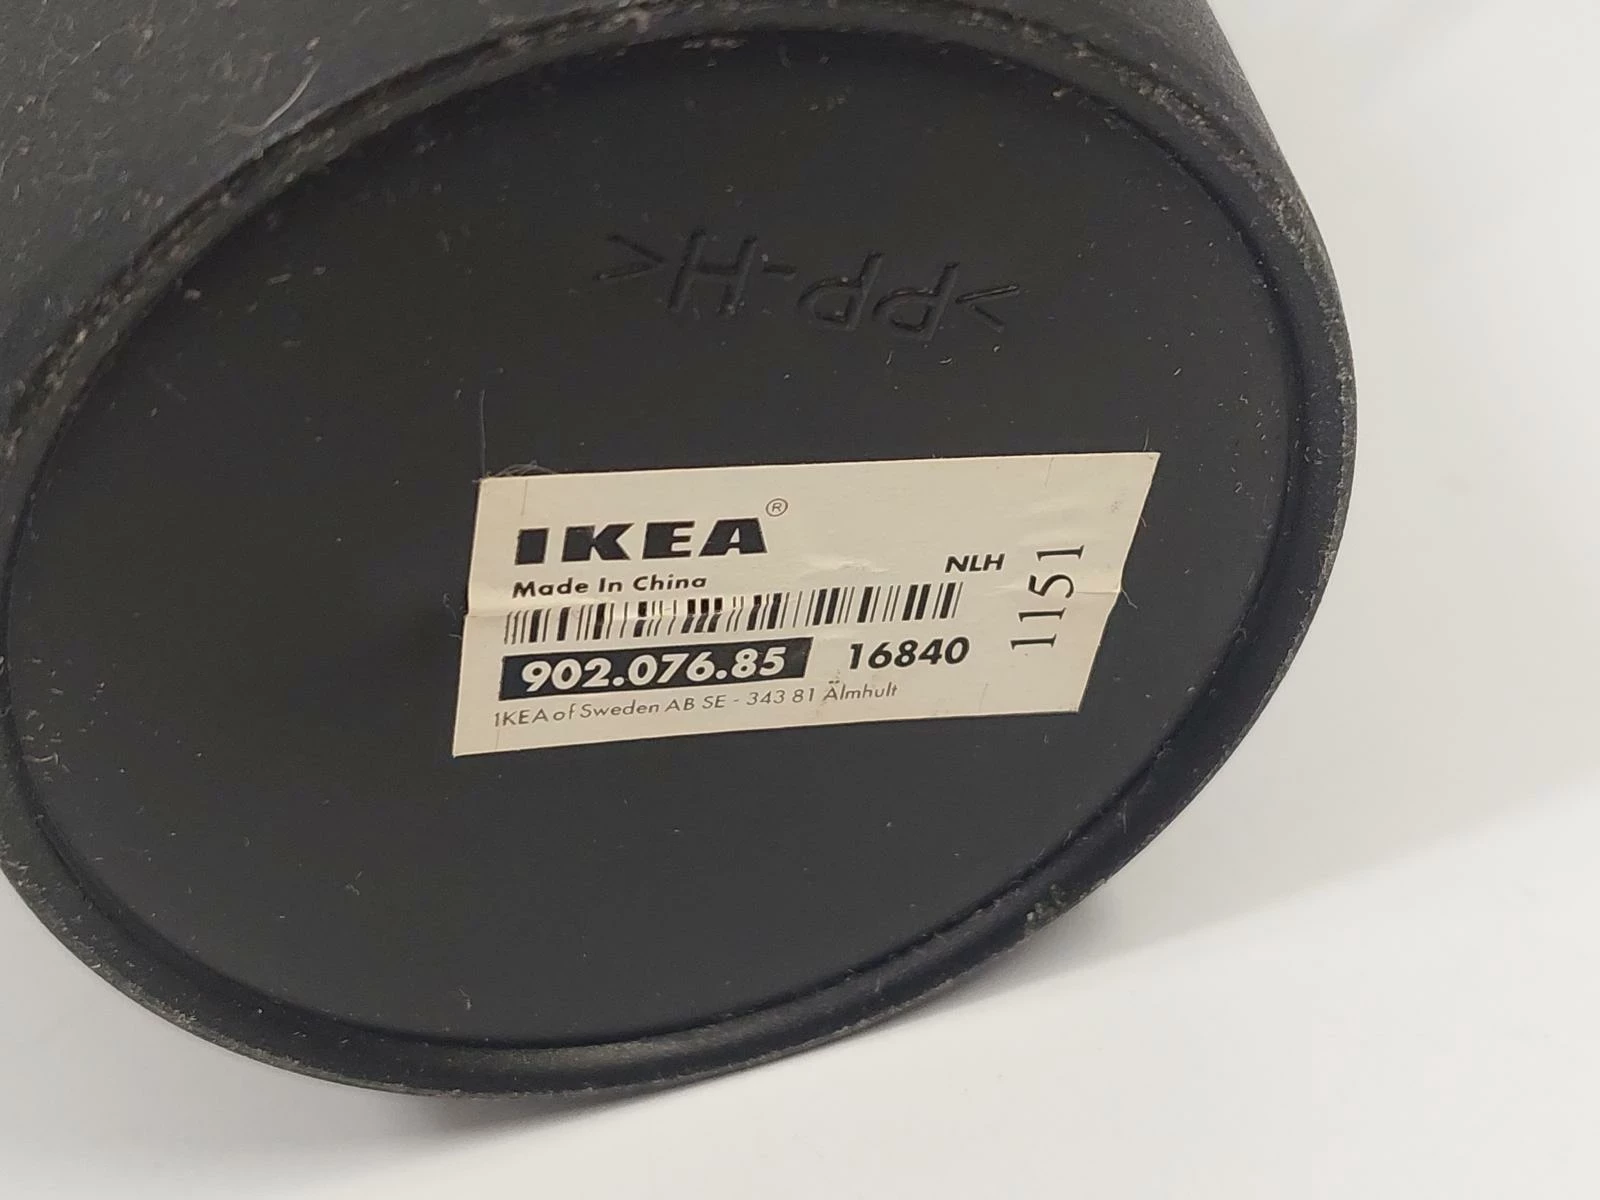 >PP-H<
IKEA®
Made In China
NLH
1151
902.076.85 16840
IKEA of Sweden AB SE - 343 81 Älmhult